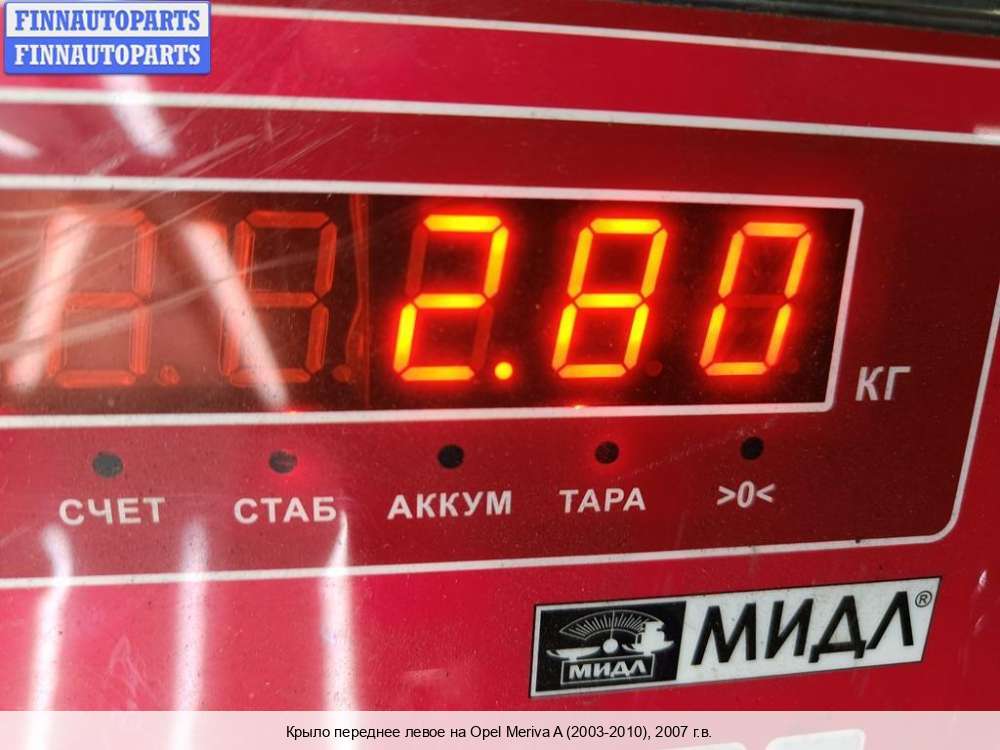 FINNAUTOPARTS
FINNAUTOPARTS
2.80
КГ
СЧЕТ СТАБ АККУМ ТАРА >0<
МИДЛ МИДЛ®
Крыло переднее левое на Opel Meriva A (2003-2010), 2007 г.в.